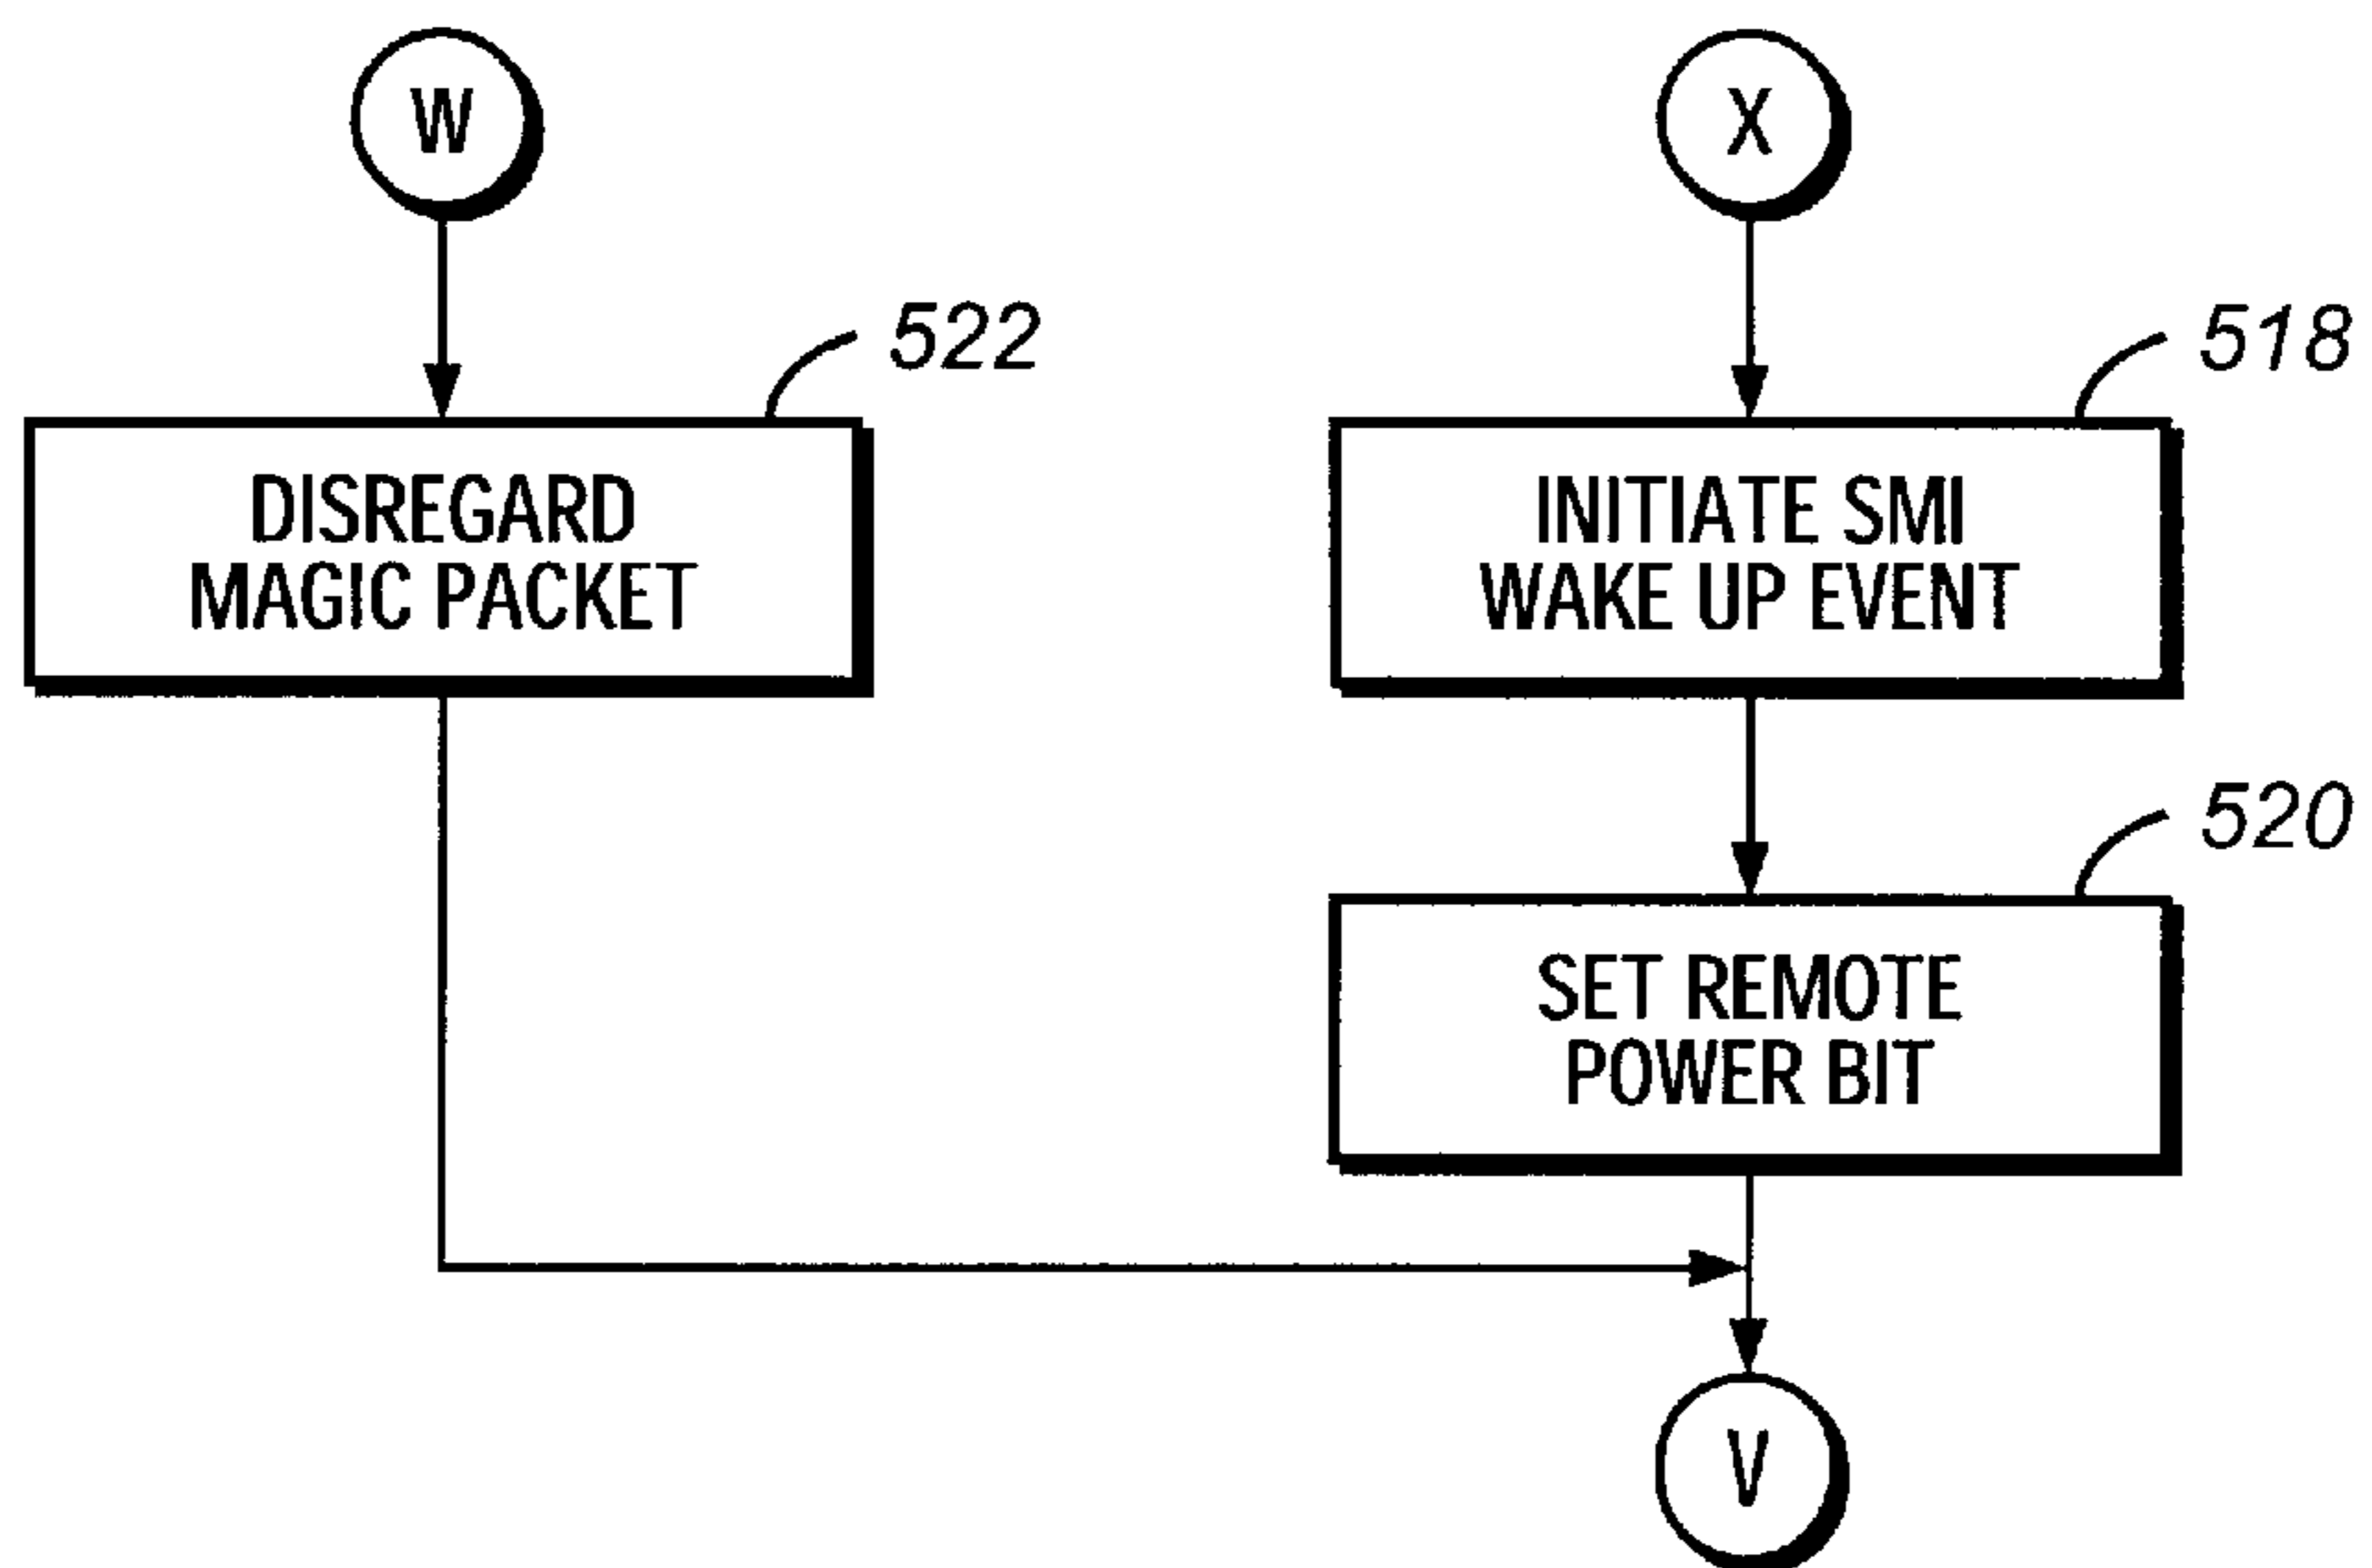 W
X
522
518
DISREGARD
MAGIC PACKET
INITIATE SMI
WAKE UP EVENT
520
SET REMOTE
POWER BIT
V